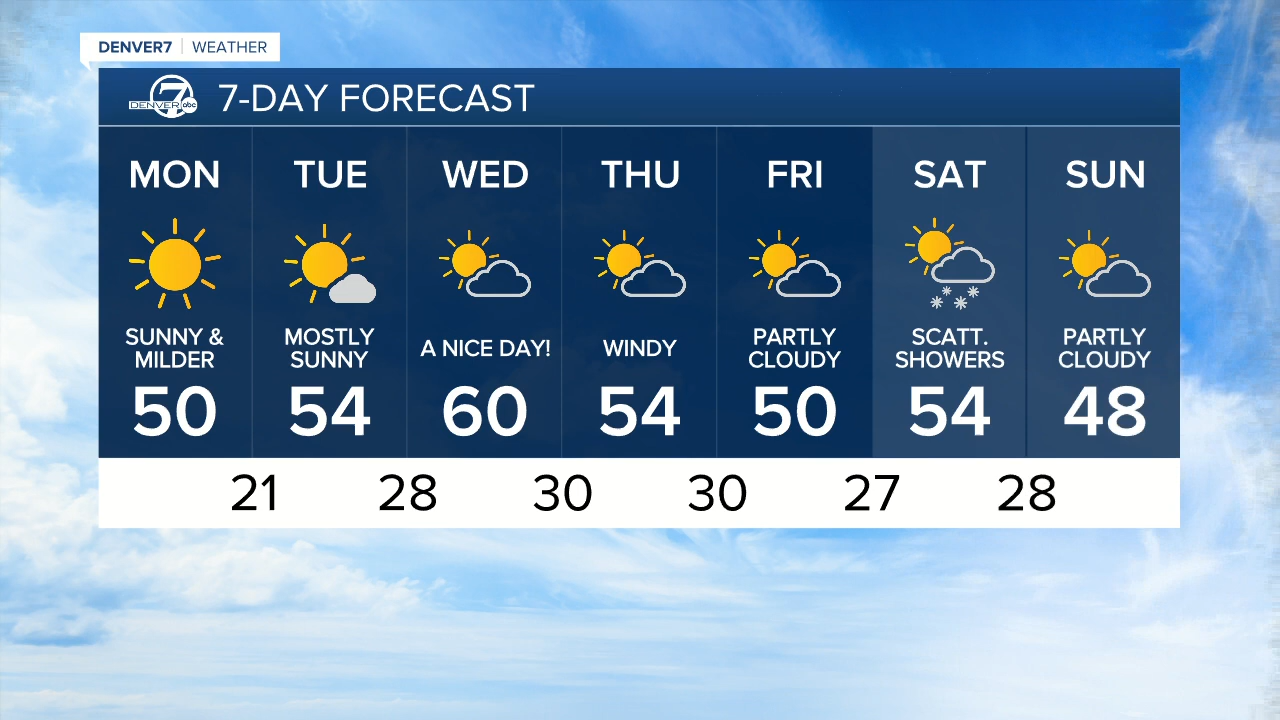 DENVER7 | WEATHER
7 DENVER abc
7-DAY FORECAST
MON TUE WED THU FRI SAT SUN
SUNNY & MILDER
MOSTLY SUNNY
A NICE DAY!
WINDY
PARTLY CLOUDY
SCATT. SHOWERS
PARTLY CLOUDY
50 54 60 54 50 54 48
21 28 30 30 27 28